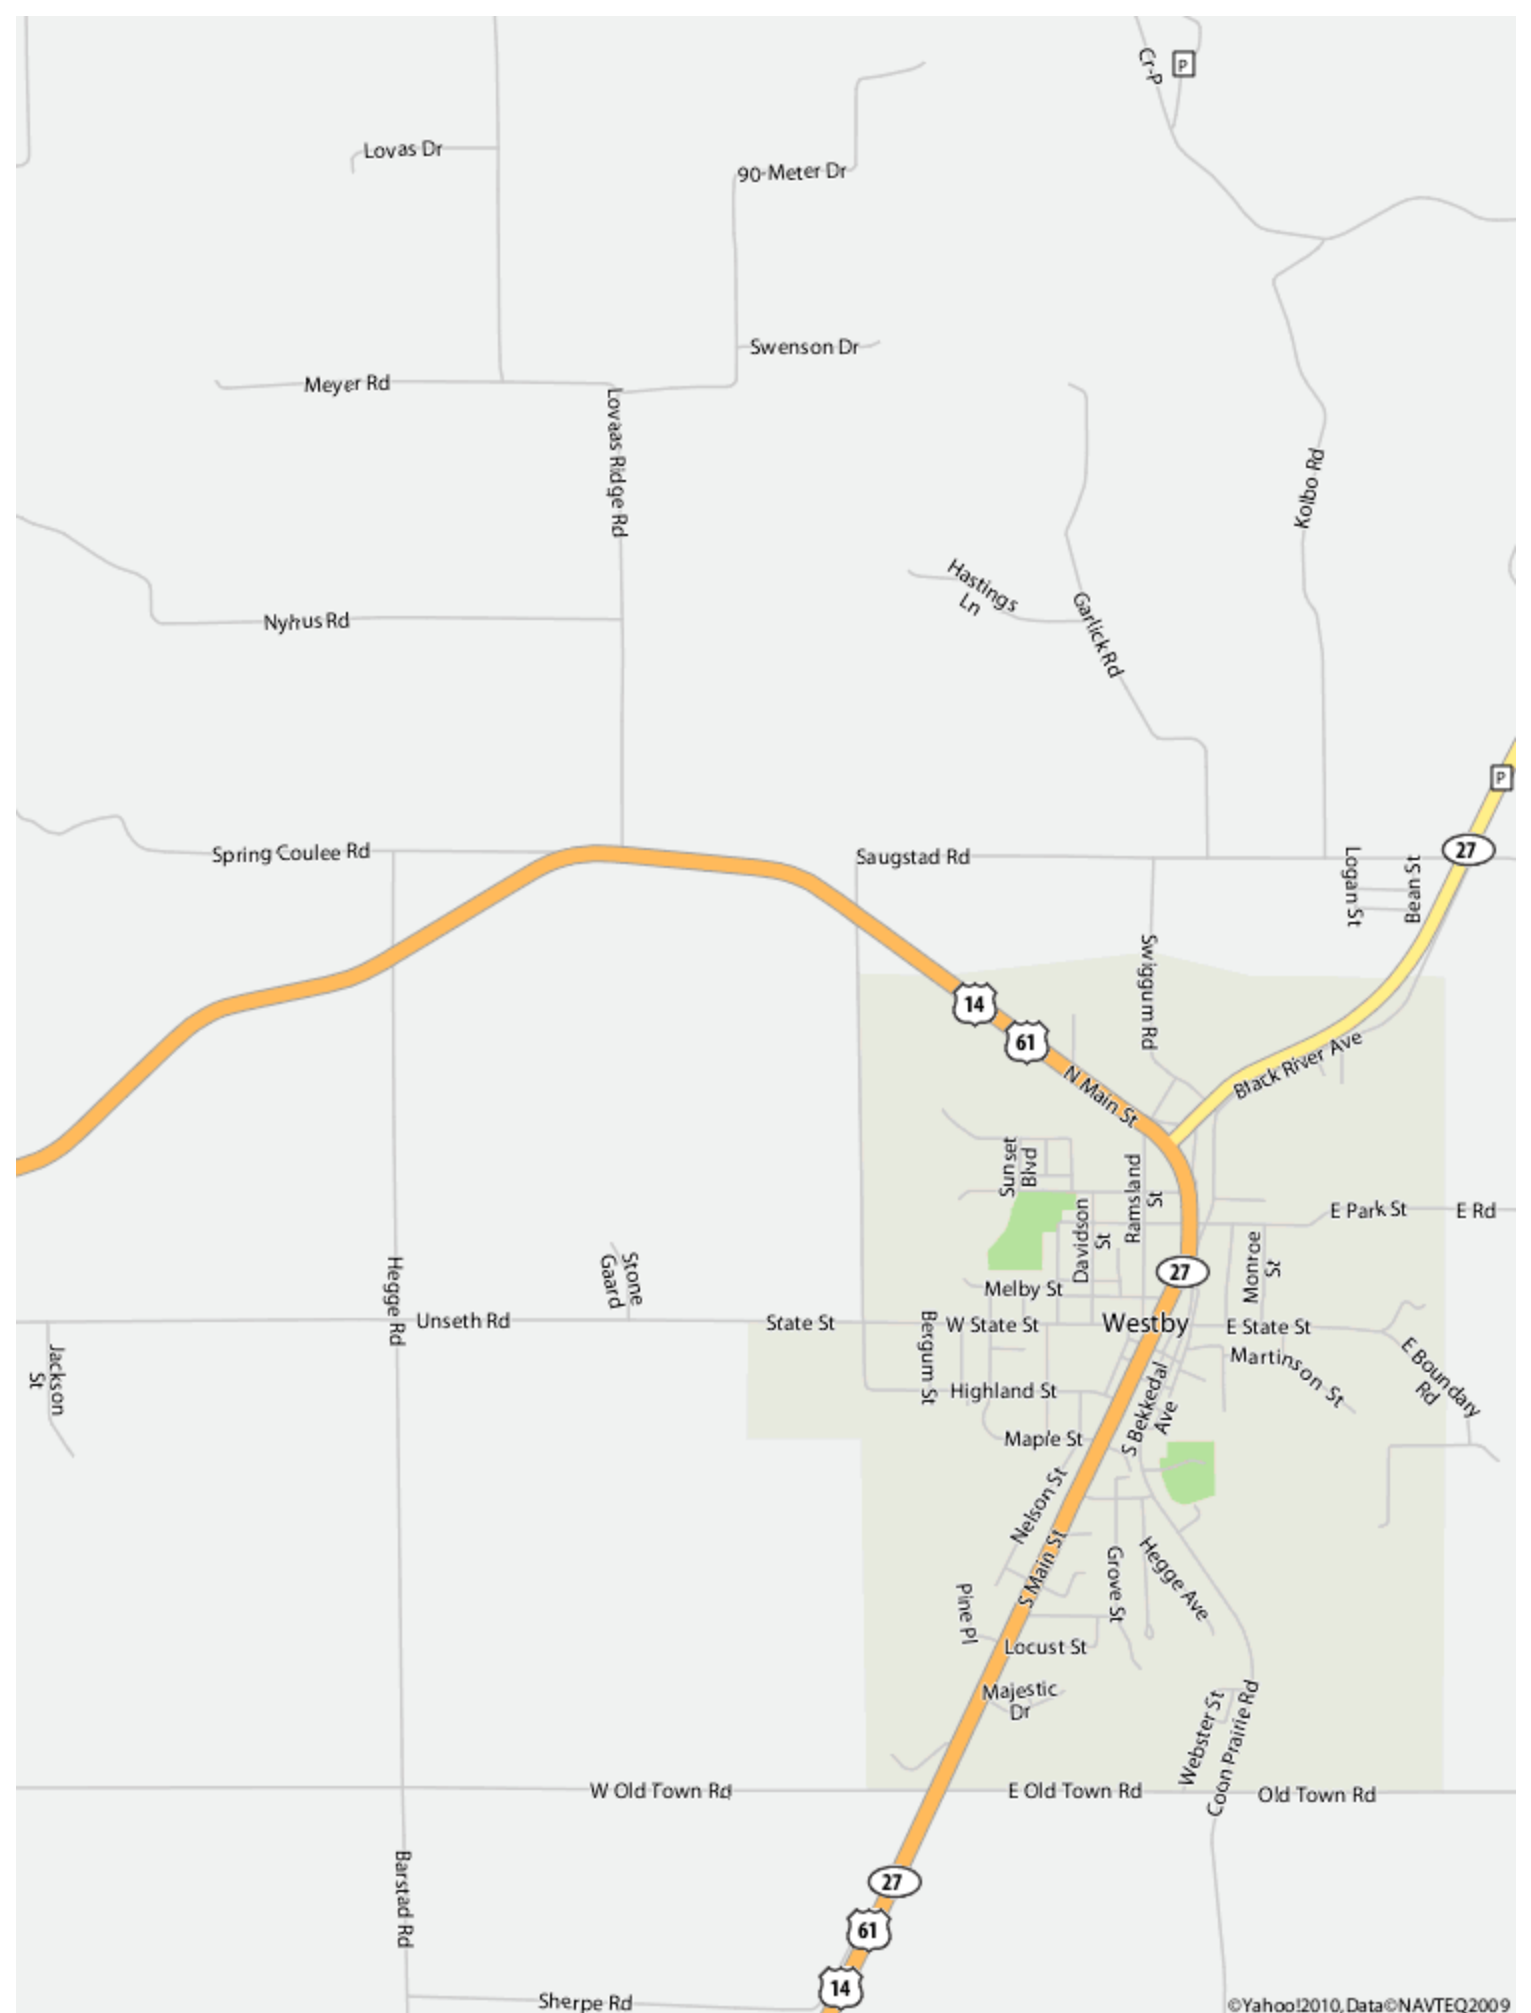 Cr-P
P
Lovas Dr
90-Meter Dr
Swenson Dr
Meyer Rd
Lovaas Ridge Rd
Kolbo Rd
Hastings
Ln
Garlick Rd
Nyhus Rd
P
27
Spring Coulee Rd
Saugstad Rd
Logan St
Bean St
Swiggum Rd
14
61
N Main St
Black River Ave
Sunset
Blvd
Ramsland
St
Davidson
St
E Park St
E Rd
Monroe
St
27
Hegge Rd
Stone
Gaard
Melby St
Unseth Rd
State St
Bergum St
W State St
Westby
E State St
Jackson
St
Martinson St
E Boundary
Rd
Highland St
S Bekkedal
Ave
Maple St
Nelson St
S Main St
Grove St
Hegge Ave
Pine Pl
Locust St
Majestic
Dr
Webster St
Coon Prairie Rd
W Old Town Rd
E Old Town Rd
Old Town Rd
Barstad Rd
27
61
14
Sherpe Rd
©Yahoo!2010,Data©NAVTEQ2009